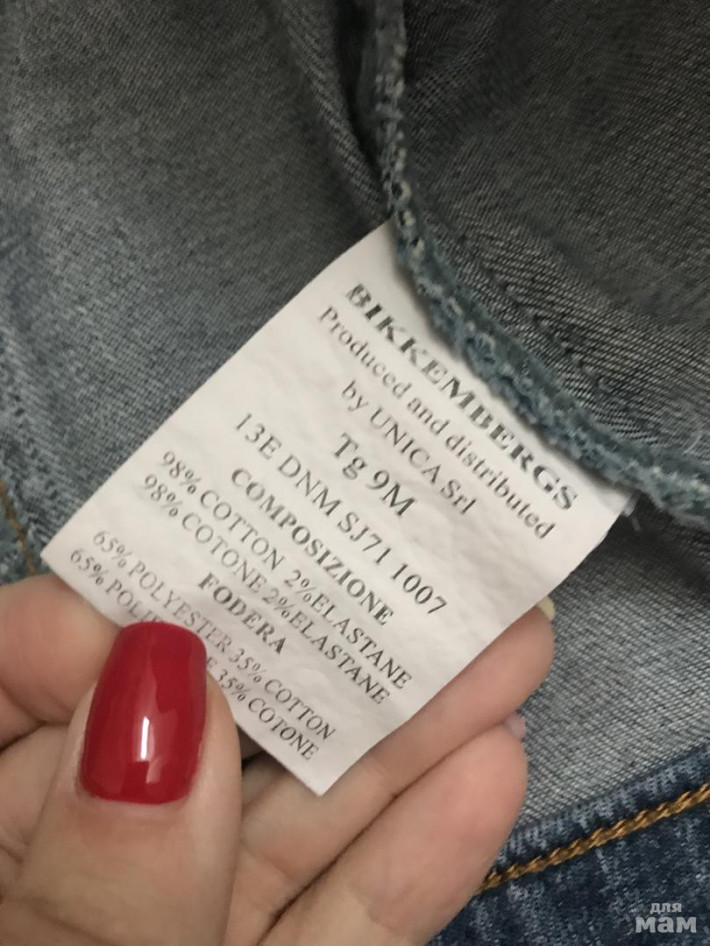 BIKKEMBERGS
Produced and distributed
by UNICA Srl
Tg 9M
13E DNM SJ71 1007
COMPOSIZIONE
98% COTTON 2%ELASTANE
98% COTONE 2%ELASTANE
FODERA
65% POLYESTER 35% COTTON
65% 35% COTONE
для
мам